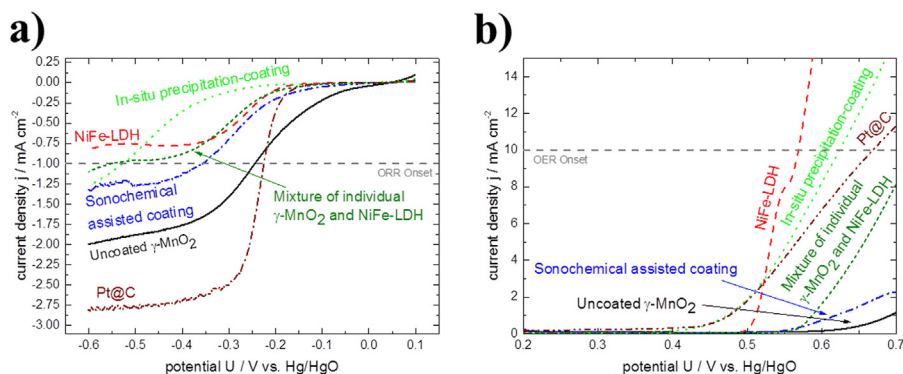 a)
0.25
0.00
-0.25
-0.50
-0.75
-1.00
-1.25
-1.50
-1.75
-2.00
-2.25
-2.50
-2.75
-3.00
current density j / mA cm⁻²
In-situ precipitation-coating
NiFe-LDH
ORR Onset
Sonochemical
assisted coating
Mixture of individual
γ-MnO₂ and NiFe-LDH
Uncoated γ-MnO₂
Pt@C
-0.6 -0.5 -0.4 -0.3 -0.2 -0.1 0.0 0.1
potential U / V vs. Hg/HgO
b)
14
12
10
8
6
4
2
0
current density j / mA cm⁻²
OER Onset
NiFe-LDH
In-situ precipitation-coating
Pt@C
Mixture of individual
γ-MnO₂ and NiFe-LDH
Sonochemical assisted coating
Uncoated γ-MnO₂
0.2 0.3 0.4 0.5 0.6 0.7
potential U / V vs. Hg/HgO